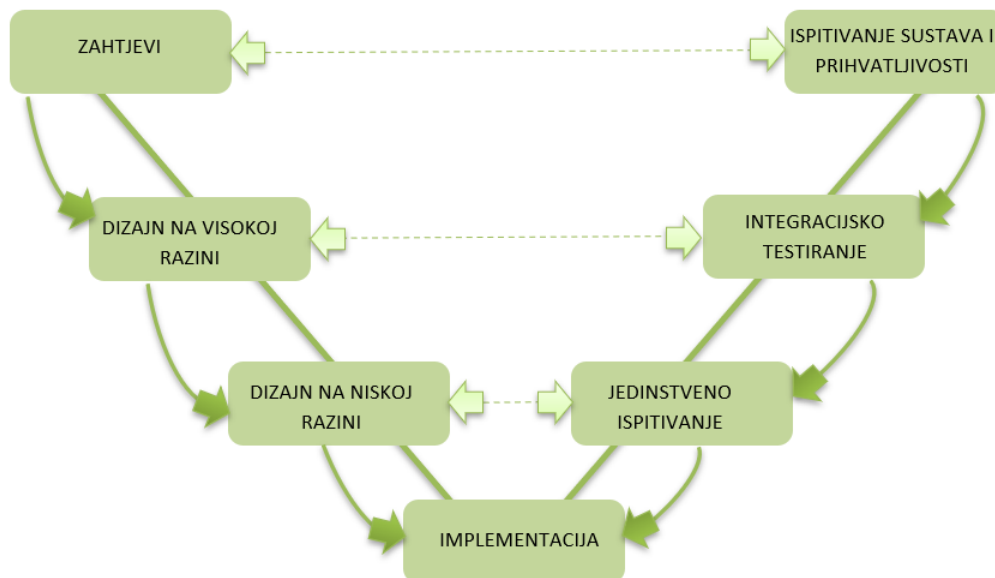 ZAHTJEVI
ISPITIVANJE SUSTAVA I
PRIHVATLJIVOSTI
DIZAJN NA VISOKOJ
RAZINI
INTEGRACIJSKO
TESTIRANJE
DIZAJN NA NISKOJ
RAZINI
JEDINSTVENO
ISPITIVANJE
IMPLEMENTACIJA